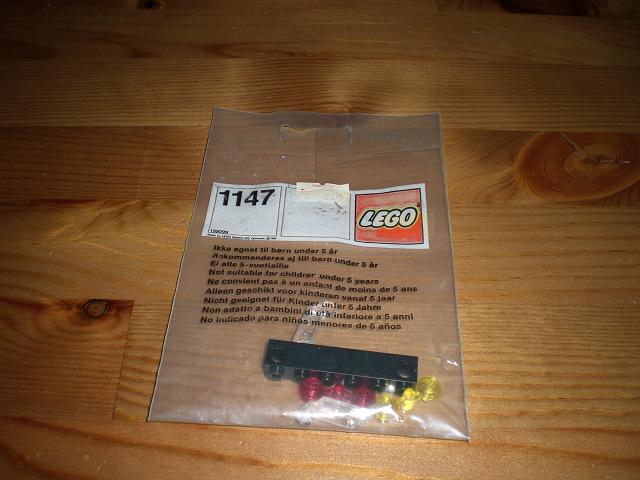 1147
LEGO
Ikke egnet til børn under 5 år
Rekommanderas ej till barn under 5 år
Ei alle 5-vuotiaille
Not suitable for children under 5 years
Ne convient pas à un enfant de moins de 5 ans
Alleen geschikt voor kinderen vanaf 5 jaar
Nicht geeignet für Kinder unter 5 Jahre
Non adatto a bambini di età inferiore a 5 anni
No indicado para niños menores de 5 años